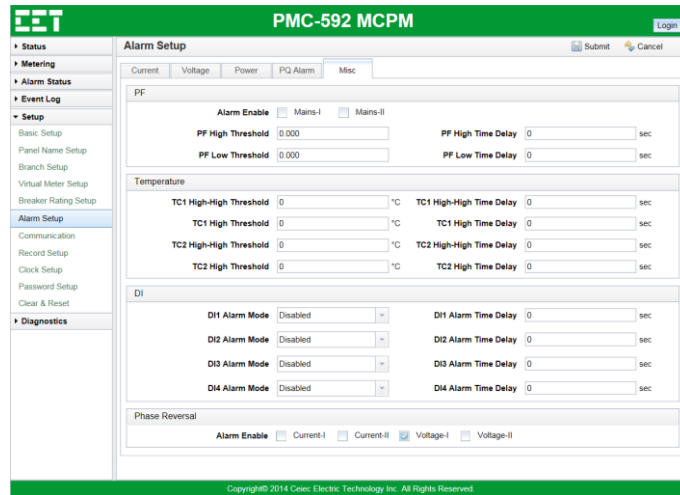 CET
PMC-592 MCPM
Login
Status
Metering
Alarm Status
Event Log
Setup
Basic Setup
Panel Name Setup
Branch Setup
Virtual Meter Setup
Breaker Rating Setup
Alarm Setup
Communication
Record Setup
Clock Setup
Password Setup
Clear & Reset
Diagnostics
Alarm Setup Submit Cancel
Current Voltage Power PQ Alarm Misc
PF
Alarm Enable Mains-I Mains-II
PF High Threshold 0.000 PF High Time Delay 0 sec
PF Low Threshold 0.000 PF Low Time Delay 0 sec
Temperature
TC1 High-High Threshold 0 °C TC1 High-High Time Delay 0 sec
TC1 High Threshold 0 °C TC1 High Time Delay 0 sec
TC2 High-High Threshold 0 °C TC2 High-High Time Delay 0 sec
TC2 High Threshold 0 °C TC2 High Time Delay 0 sec
DI
DI1 Alarm Mode Disabled DI1 Alarm Time Delay 0 sec
DI2 Alarm Mode Disabled DI2 Alarm Time Delay 0 sec
DI3 Alarm Mode Disabled DI3 Alarm Time Delay 0 sec
DI4 Alarm Mode Disabled DI4 Alarm Time Delay 0 sec
Phase Reversal
Alarm Enable Current-I Current-II Voltage-I Voltage-II
Copyright© 2014 Ceiec Electric Technology Inc. All Rights Reserved.